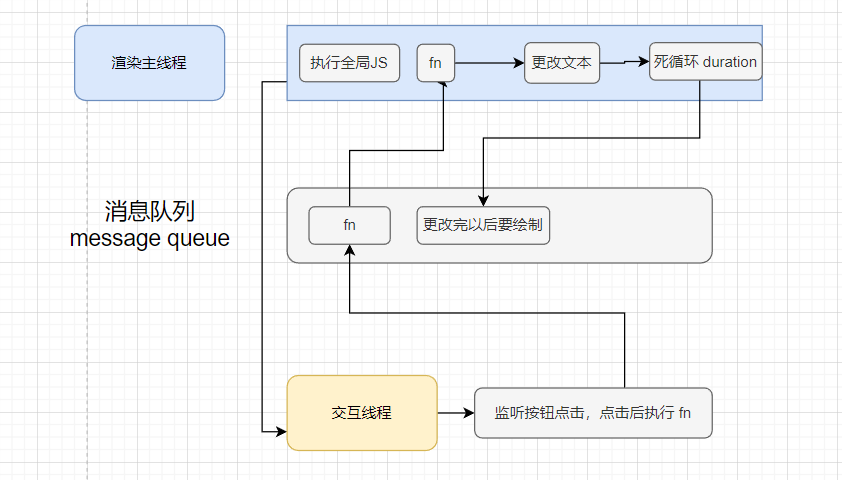 渲染主线程
执行全局JS
fn
更改文本
死循环 duration
消息队列
message queue
fn
更改完以后要绘制
交互线程
监听按钮点击，点击后执行 fn